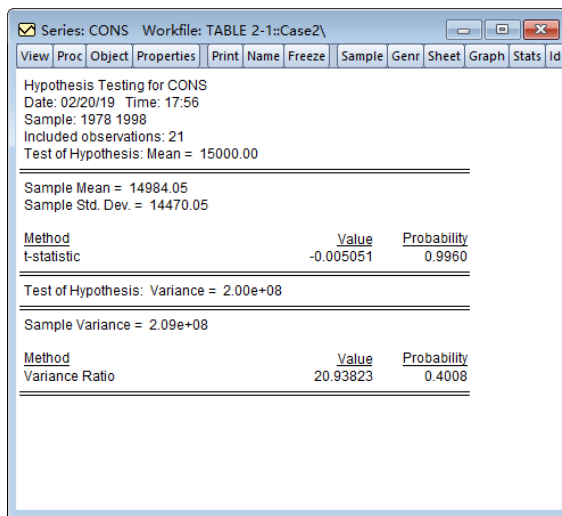 Series: CONS Workfile: TABLE 2-1::Case2\
View Proc Object Properties Print Name Freeze Sample Genr Sheet Graph Stats Id
Hypothesis Testing for CONS
Date: 02/20/19 Time: 17:56
Sample: 1978 1998
Included observations: 21
Test of Hypothesis: Mean = 15000.00
Sample Mean = 14984.05
Sample Std. Dev. = 14470.05
Method Value Probability
t-statistic -0.005051 0.9960
Test of Hypothesis: Variance = 2.00e+08
Sample Variance = 2.09e+08
Method Value Probability
Variance Ratio 20.93823 0.4008